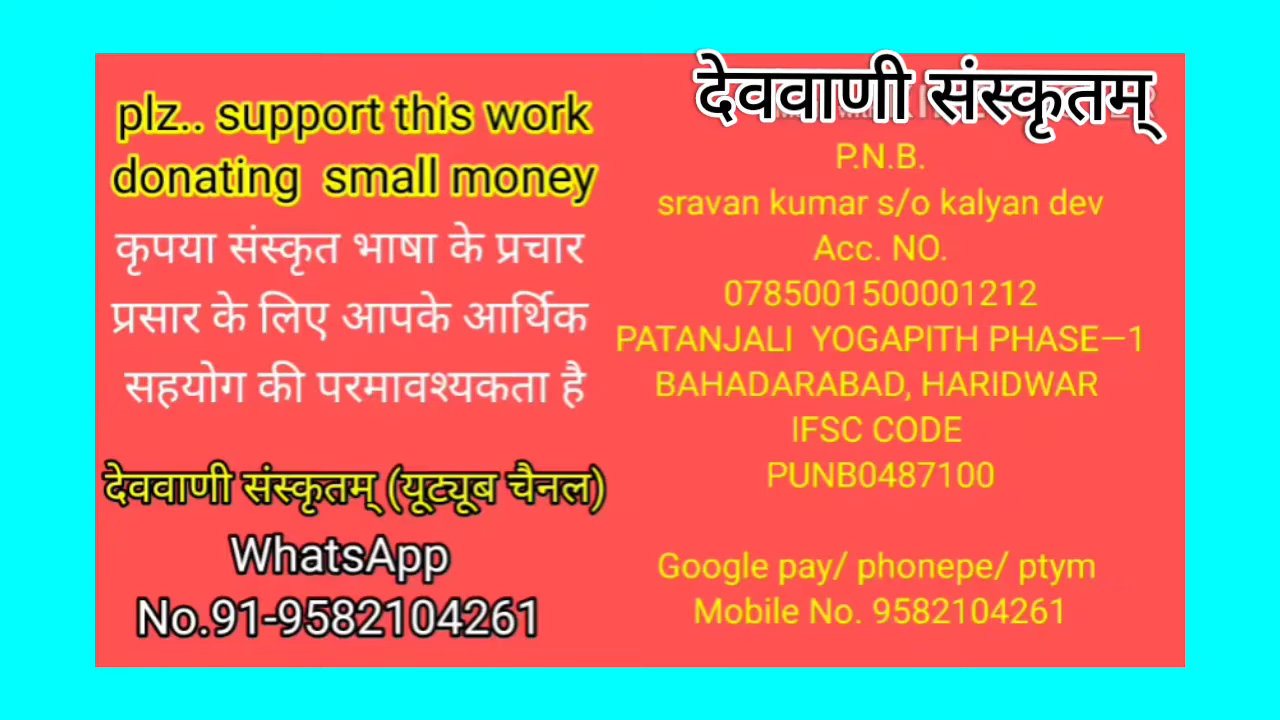 देववाणी संस्कृतम्
plz.. support this work
donating small money
कृपया संस्कृत भाषा के प्रचार
प्रसार के लिए आपके आर्थिक
सहयोग की परमावश्यकता है
देववाणी संस्कृतम् (यूट्यूब चैनल)
WhatsApp
No.91-9582104261
P.N.B.
sravan kumar s/o kalyan dev
Acc. NO.
0785001500001212
PATANJALI YOGAPITH PHASE—1
BAHADARABAD, HARIDWAR
IFSC CODE
PUNB0487100
Google pay/ phonepe/ ptym
Mobile No. 9582104261